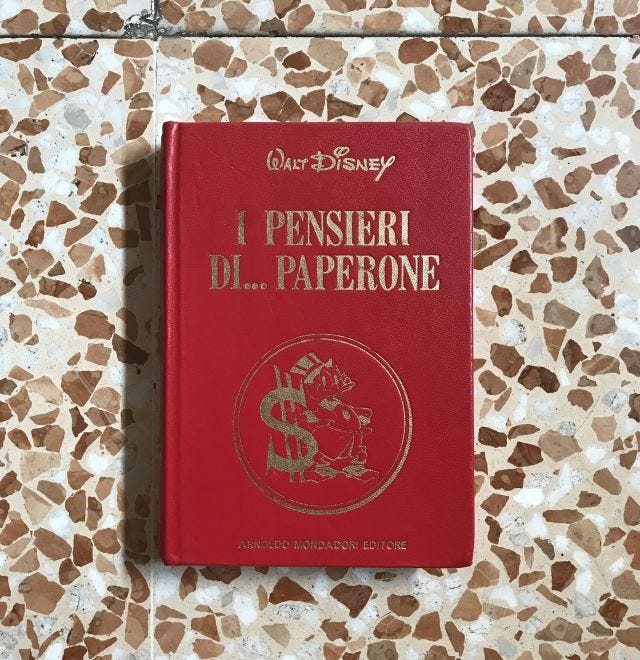 WALT DISNEY
I PENSIERI
DI... PAPERONE
$
ARNOLDO MONDADORI EDITORE